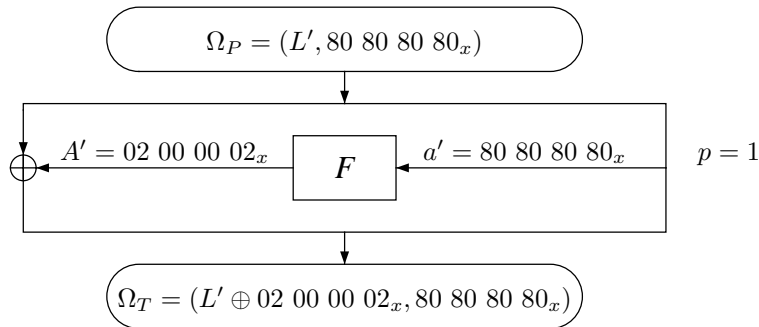 Ω_P = (L′, 80 80 80 80_x)
A′ = 02 00 00 02_x F a′ = 80 80 80 80_x p = 1
Ω_T = (L′ ⊕ 02 00 00 02_x, 80 80 80 80_x)